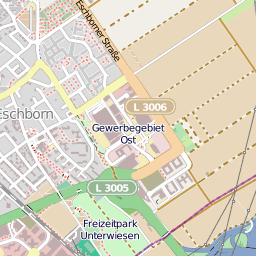 Eschborner Straße
L 3006
Eschborn
Gewerbegebiet
Ost
L 3005
Freizeitpark
Unterwiesen